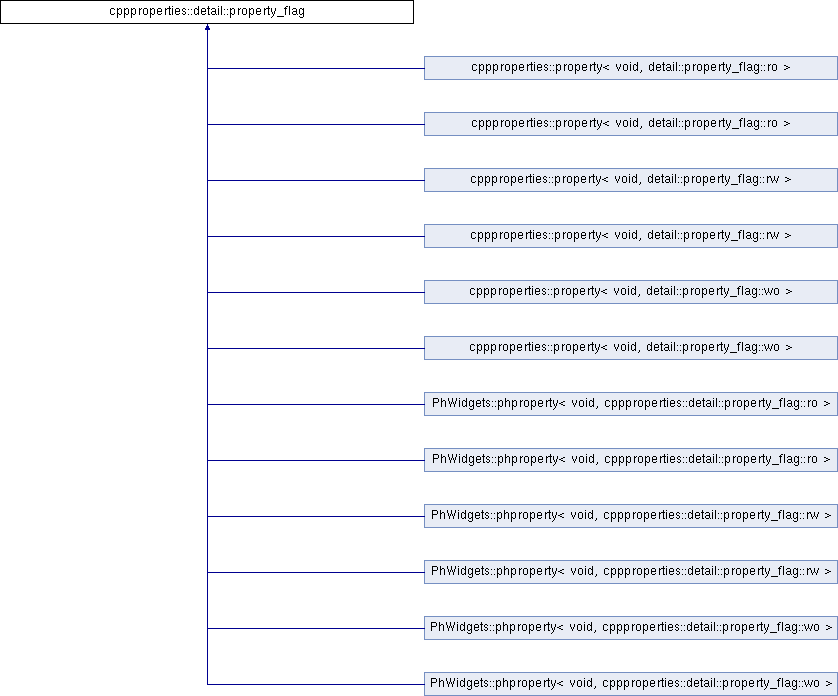 cppproperties::detail::property_flag
cppproperties::property< void, detail::property_flag::ro >
cppproperties::property< void, detail::property_flag::ro >
cppproperties::property< void, detail::property_flag::rw >
cppproperties::property< void, detail::property_flag::rw >
cppproperties::property< void, detail::property_flag::wo >
cppproperties::property< void, detail::property_flag::wo >
PhWidgets::phproperty< void, cppproperties::detail::property_flag::ro >
PhWidgets::phproperty< void, cppproperties::detail::property_flag::ro >
PhWidgets::phproperty< void, cppproperties::detail::property_flag::rw >
PhWidgets::phproperty< void, cppproperties::detail::property_flag::rw >
PhWidgets::phproperty< void, cppproperties::detail::property_flag::wo >
PhWidgets::phproperty< void, cppproperties::detail::property_flag::wo >